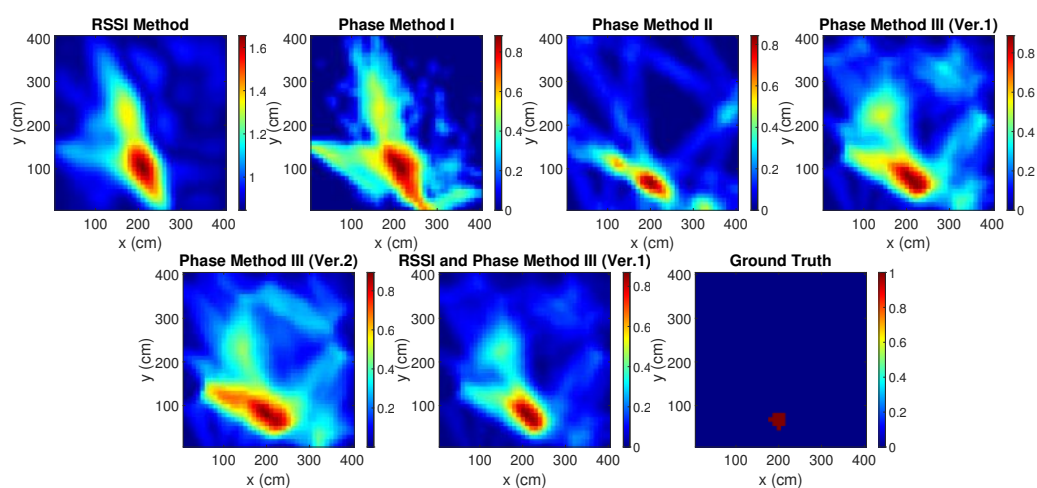 RSSI Method
400
300
200
100
y (cm)
100 200 300 400
x (cm)
1.6
1.4
1.2
1
Phase Method I
400
300
200
100
y (cm)
100 200 300 400
x (cm)
0.8
0.6
0.4
0.2
0
Phase Method II
400
300
200
100
y (cm)
100 200 300 400
x (cm)
0.8
0.6
0.4
0.2
0
Phase Method III (Ver.1)
400
300
200
100
y (cm)
100 200 300 400
x (cm)
0.8
0.6
0.4
0.2
0
Phase Method III (Ver.2)
400
300
200
100
y (cm)
100 200 300 400
x (cm)
0.8
0.6
0.4
0.2
RSSI and Phase Method III (Ver.1)
400
300
200
100
y (cm)
100 200 300 400
x (cm)
0.8
0.6
0.4
0.2
0
Ground Truth
400
300
200
100
y (cm)
100 200 300 400
x (cm)
1
0.8
0.6
0.4
0.2
0